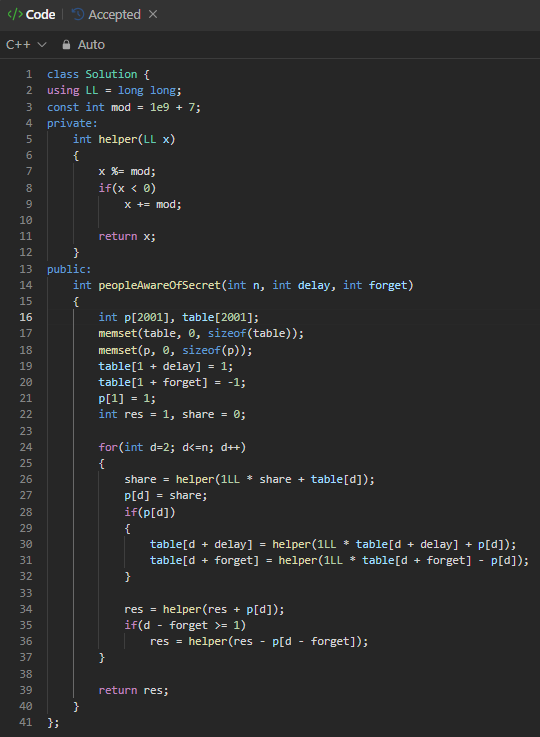 </> Code | Accepted ×
C++ Auto
1 class Solution {
2 using LL = long long;
3 const int mod = 1e9 + 7;
4 private:
5     int helper(LL x)
6     {
7         x %= mod;
8         if(x < 0)
9             x += mod;
10
11         return x;
12     }
13 public:
14     int peopleAwareOfSecret(int n, int delay, int forget)
15     {
16         int p[2001], table[2001];
17         memset(table, 0, sizeof(table));
18         memset(p, 0, sizeof(p));
19         table[1 + delay] = 1;
20         table[1 + forget] = -1;
21         p[1] = 1;
22         int res = 1, share = 0;
23
24         for(int d=2; d<=n; d++)
25         {
26             share = helper(1LL * share + table[d]);
27             p[d] = share;
28             if(p[d])
29             {
30                 table[d + delay] = helper(1LL * table[d + delay] + p[d]);
31                 table[d + forget] = helper(1LL * table[d + forget] - p[d]);
32             }
33
34             res = helper(res + p[d]);
35             if(d - forget >= 1)
36                 res = helper(res - p[d - forget]);
37         }
38
39         return res;
40     }
41 };